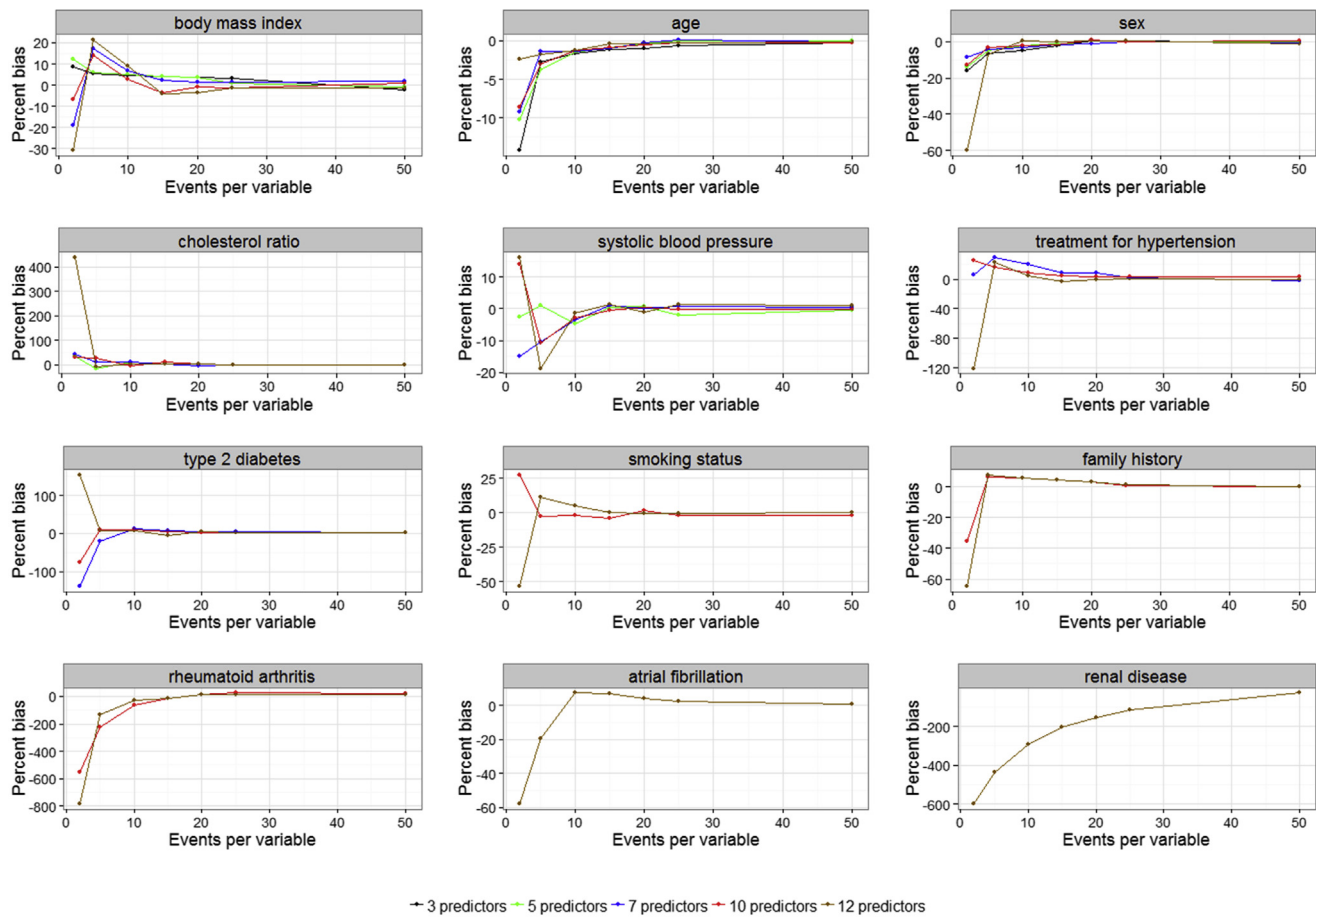 body mass index
Percent bias
20
10
0
-10
-20
-30
0 10 20 30 40 50
Events per variable
age
Percent bias
0
-5
-10
0 10 20 30 40 50
Events per variable
sex
Percent bias
0
-20
-40
-60
0 10 20 30 40 50
Events per variable
cholesterol ratio
Percent bias
400
300
200
100
0
0 10 20 30 40 50
Events per variable
systolic blood pressure
Percent bias
10
0
-10
-20
0 10 20 30 40 50
Events per variable
treatment for hypertension
Percent bias
0
-40
-80
-120
0 10 20 30 40 50
Events per variable
type 2 diabetes
Percent bias
100
0
-100
0 10 20 30 40 50
Events per variable
smoking status
Percent bias
25
0
-25
-50
0 10 20 30 40 50
Events per variable
family history
Percent bias
0
-20
-40
-60
0 10 20 30 40 50
Events per variable
rheumatoid arthritis
Percent bias
0
-200
-400
-600
-800
0 10 20 30 40 50
Events per variable
atrial fibrillation
Percent bias
0
-20
-40
-60
0 10 20 30 40 50
Events per variable
renal disease
Percent bias
-200
-400
-600
0 10 20 30 40 50
Events per variable
3 predictors 5 predictors 7 predictors 10 predictors 12 predictors